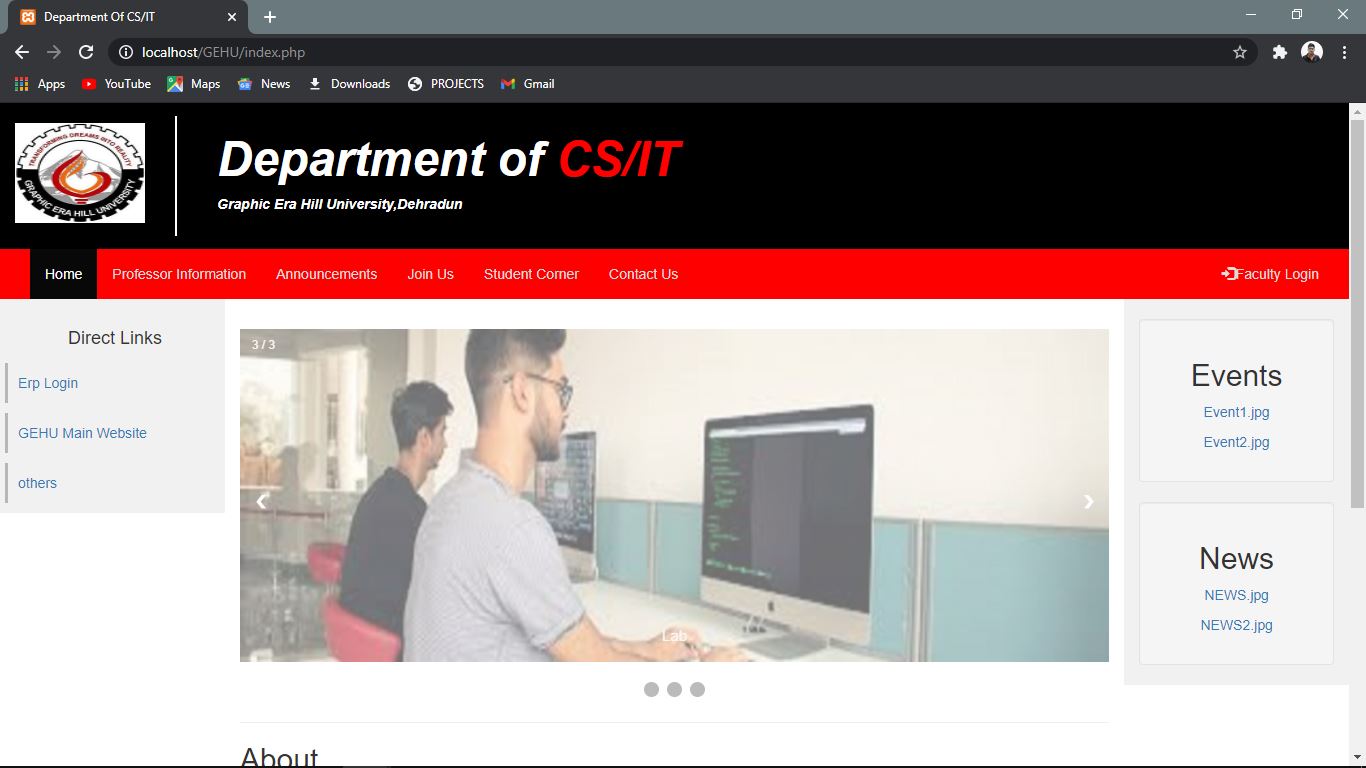 Department Of CS/IT
localhost/GEHU/index.php
Apps
YouTube
Maps
News
Downloads
PROJECTS
Gmail
TRANSFORMING DREAMS INTO REALITY
GRAPHIC ERA HILL UNIVERSITY
Department of CS/IT
Graphic Era Hill University,Dehradun
Home
Professor Information
Announcements
Join Us
Student Corner
Contact Us
Faculty Login
Direct Links
Erp Login
GEHU Main Website
others
3 / 3
Lab
Events
Event1.jpg
Event2.jpg
News
NEWS.jpg
NEWS2.jpg
About